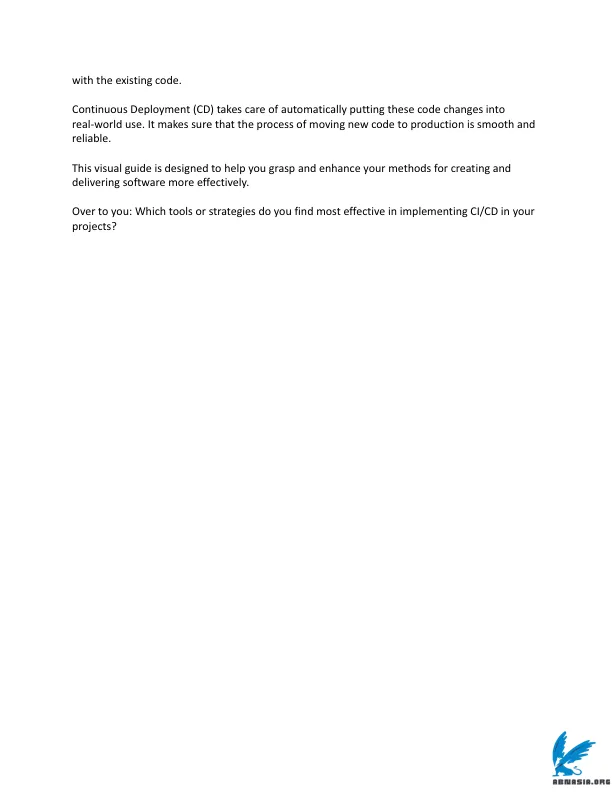 with the existing code.
Continuous Deployment (CD) takes care of automatically putting these code changes into
real-world use. It makes sure that the process of moving new code to production is smooth and
reliable.
This visual guide is designed to help you grasp and enhance your methods for creating and
delivering software more effectively.
Over to you: Which tools or strategies do you find most effective in implementing CI/CD in your
projects?
ABNASIA.ORG